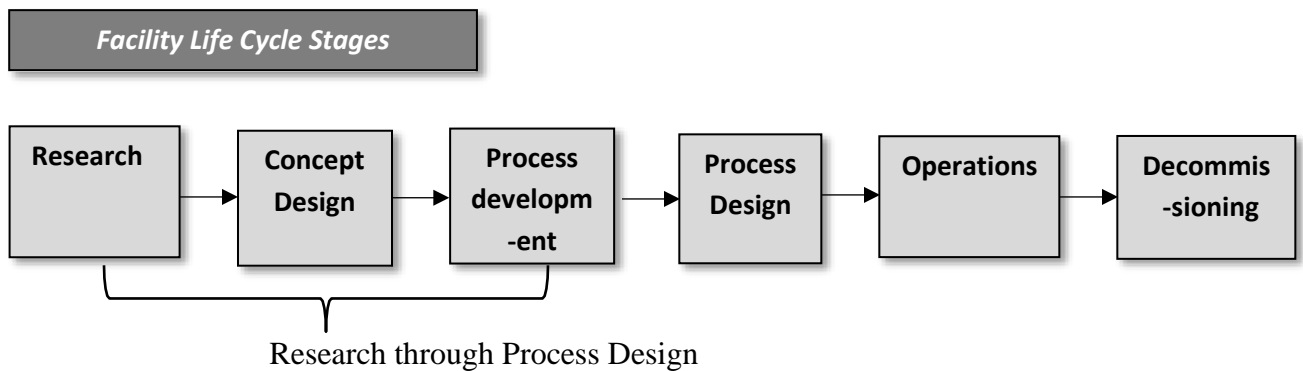 Facility Life Cycle Stages
Research
Concept
Design
Process
developm
-ent
Process
Design
Operations
Decommis
-sioning
Research through Process Design